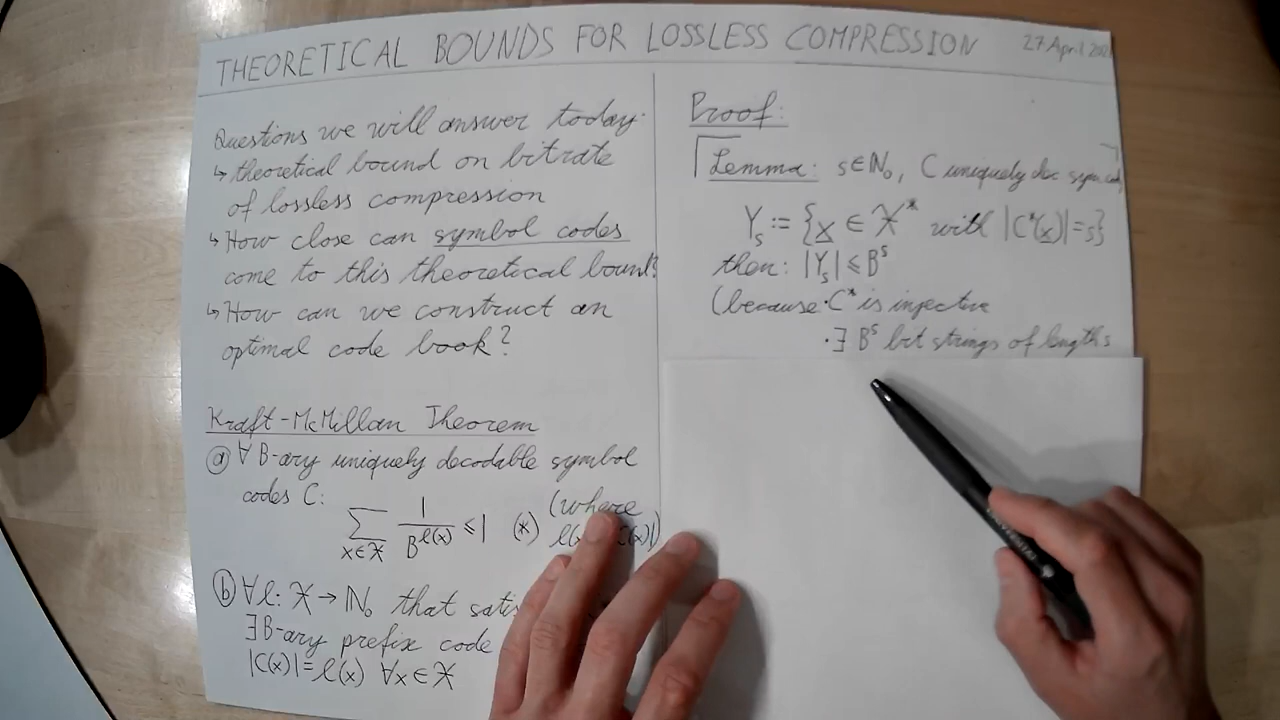 THEORETICAL BOUNDS FOR LOSSLESS COMPRESSION
27 April 202
Questions we will answer today:
↳ theoretical bound on bitrate
of lossless compression
↳ How close can symbol codes
come to this theoretical bound?
↳ How can we construct an
optimal code book?
Kraft-McMillan Theorem
(a) ∀ B-ary uniquely decodable symbol
codes C:
∑_{x∈𝔛} 1/B^{ℓ(x)} ≤ 1 (*) (where
ℓ( C(x)|)
(b) ∀ℓ: 𝔛 → ℕ₀ that
∃ B-ary prefix code
|C(x)| = ℓ(x) ∀x ∈ 𝔛
Proof:
Lemma: s∈ℕ₀, C uniquely dec
Y_s := {x ∈ 𝔛* with |C*(x)|=s}
then: |Y_s| ≤ B^s
(because · C* is injective
· ∃ B^s bit strings of length s